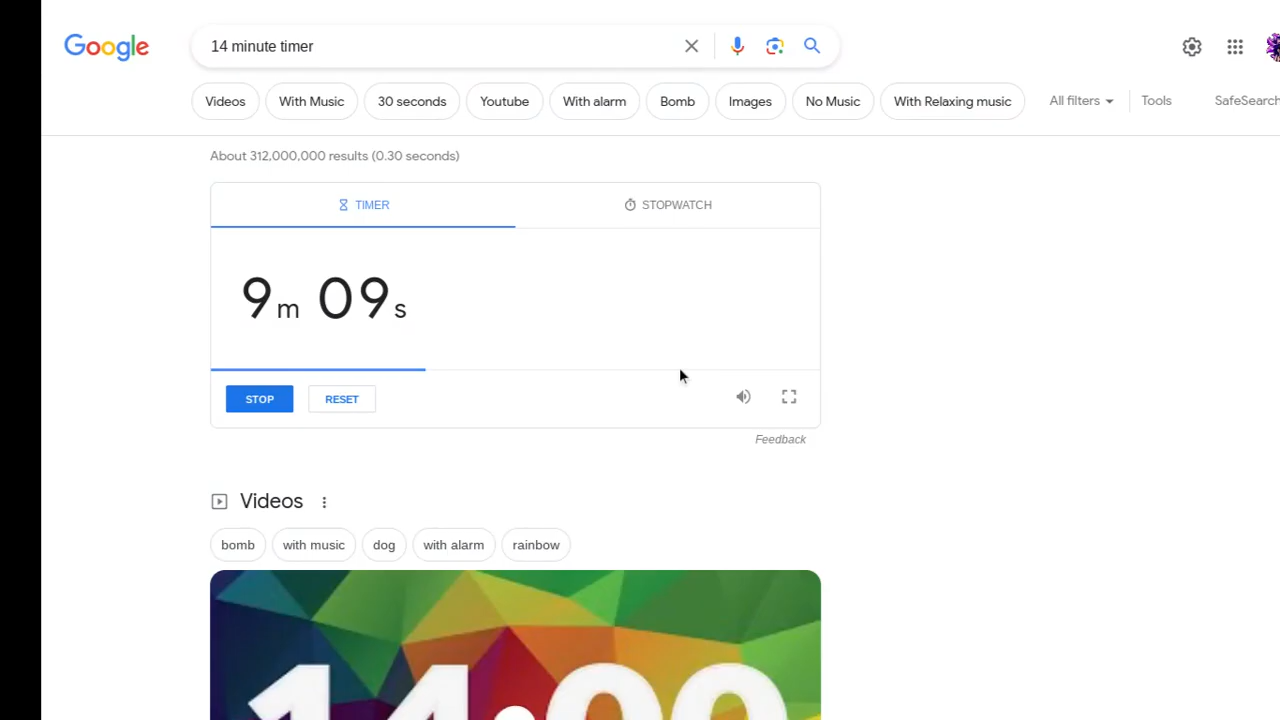 Google
14 minute timer
Videos
With Music
30 seconds
Youtube
With alarm
Bomb
Images
No Music
With Relaxing music
All filters
Tools
SafeSearch
About 312,000,000 results (0.30 seconds)
TIMER
STOPWATCH
9m 09s
STOP
RESET
Feedback
Videos
bomb
with music
dog
with alarm
rainbow
14:00